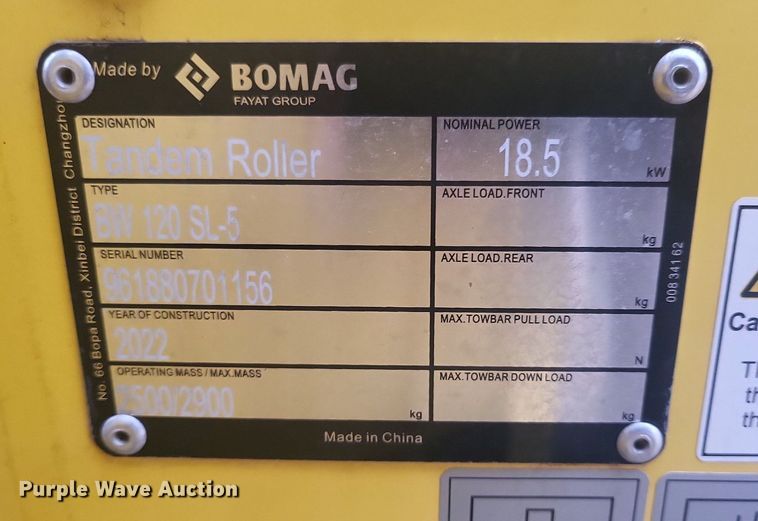 Made by BOMAG
FAYAT GROUP
DESIGNATION
Tandem Roller
NOMINAL POWER
18.5 kW
TYPE
BW 120 SL-5
AXLE LOAD.FRONT
kg
SERIAL NUMBER
961880701156
AXLE LOAD.REAR
kg
YEAR OF CONSTRUCTION
2022
MAX.TOWBAR PULL LOAD
N
OPERATING MASS / MAX.MASS
2500/2900 kg
MAX.TOWBAR DOWN LOAD
kg
Made in China
No. 66 Bopa Road, Xinbei District Changzhou
00834162
Ca
Purple Wave Auction